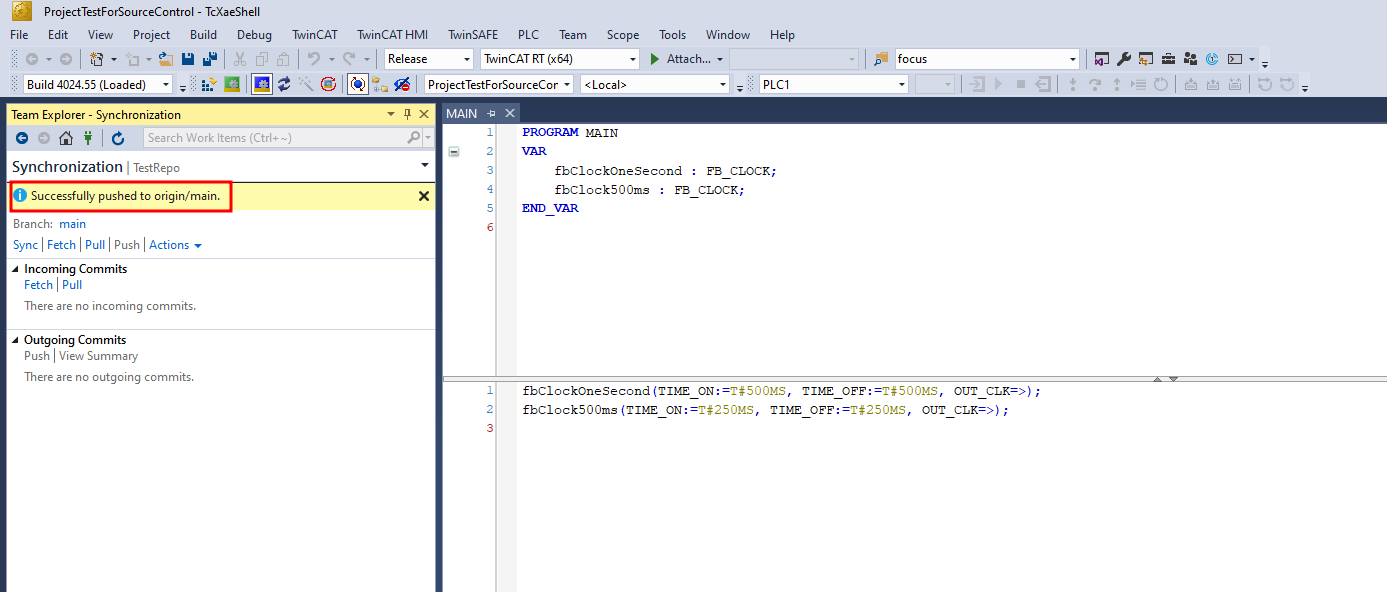 ProjectTestForSourceControl - TcXaeShell
File Edit View Project Build Debug TwinCAT TwinCAT HMI TwinSAFE PLC Team Scope Tools Window Help
Release TwinCAT RT (x64) Attach... focus
Build 4024.55 (Loaded) ProjectTestForSourceCor <Local> PLC1
Team Explorer - Synchronization
Search Work Items (Ctrl+~)
Synchronization | TestRepo
Successfully pushed to origin/main.
Branch: main
Sync | Fetch | Pull | Push | Actions
Incoming Commits
Fetch | Pull
There are no incoming commits.
Outgoing Commits
Push | View Summary
There are no outgoing commits.
MAIN
1 PROGRAM MAIN
2 VAR
3 fbClockOneSecond : FB_CLOCK;
4 fbClock500ms : FB_CLOCK;
5 END_VAR
6
1 fbClockOneSecond(TIME_ON:=T#500MS, TIME_OFF:=T#500MS, OUT_CLK=>);
2 fbClock500ms(TIME_ON:=T#250MS, TIME_OFF:=T#250MS, OUT_CLK=>);
3